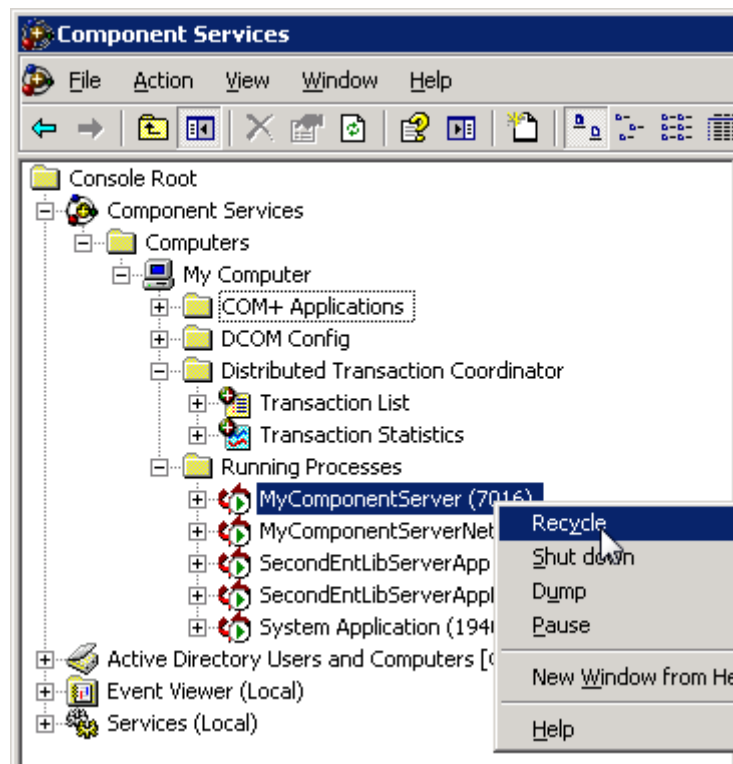 Component Services
File Action View Window Help
Console Root
Component Services
Computers
My Computer
COM+ Applications
DCOM Config
Distributed Transaction Coordinator
Transaction List
Transaction Statistics
Running Processes
MyComponentServer (7016)
MyComponentServerNet
SecondEntLibServerApp
SecondEntLibServerAppl
System Application (194
Active Directory Users and Computers [
Event Viewer (Local)
Services (Local)
Recycle
Shut down
Dump
Pause
New Window from He
Help